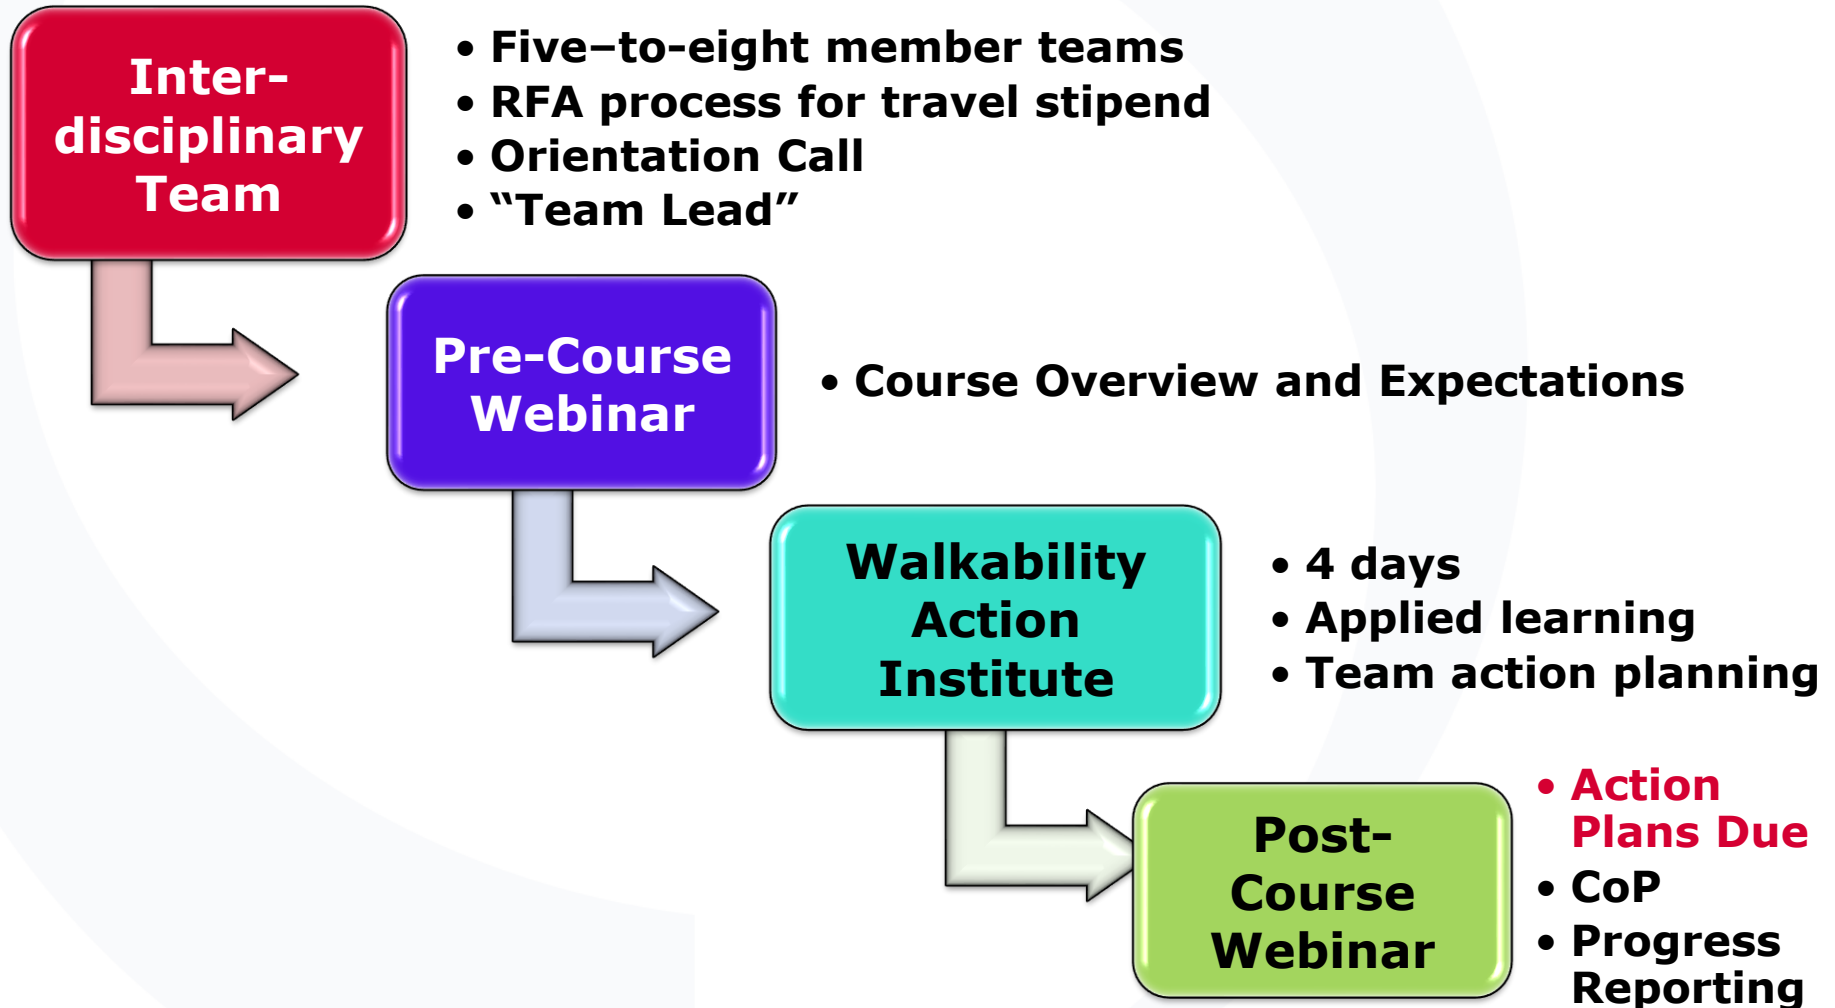 Inter-
disciplinary
Team
• Five–to-eight member teams
• RFA process for travel stipend
• Orientation Call
• “Team Lead”
Pre-Course
Webinar
• Course Overview and Expectations
Walkability
Action
Institute
• 4 days
• Applied learning
• Team action planning
Post-
Course
Webinar
• Action
Plans Due
• CoP
• Progress
Reporting